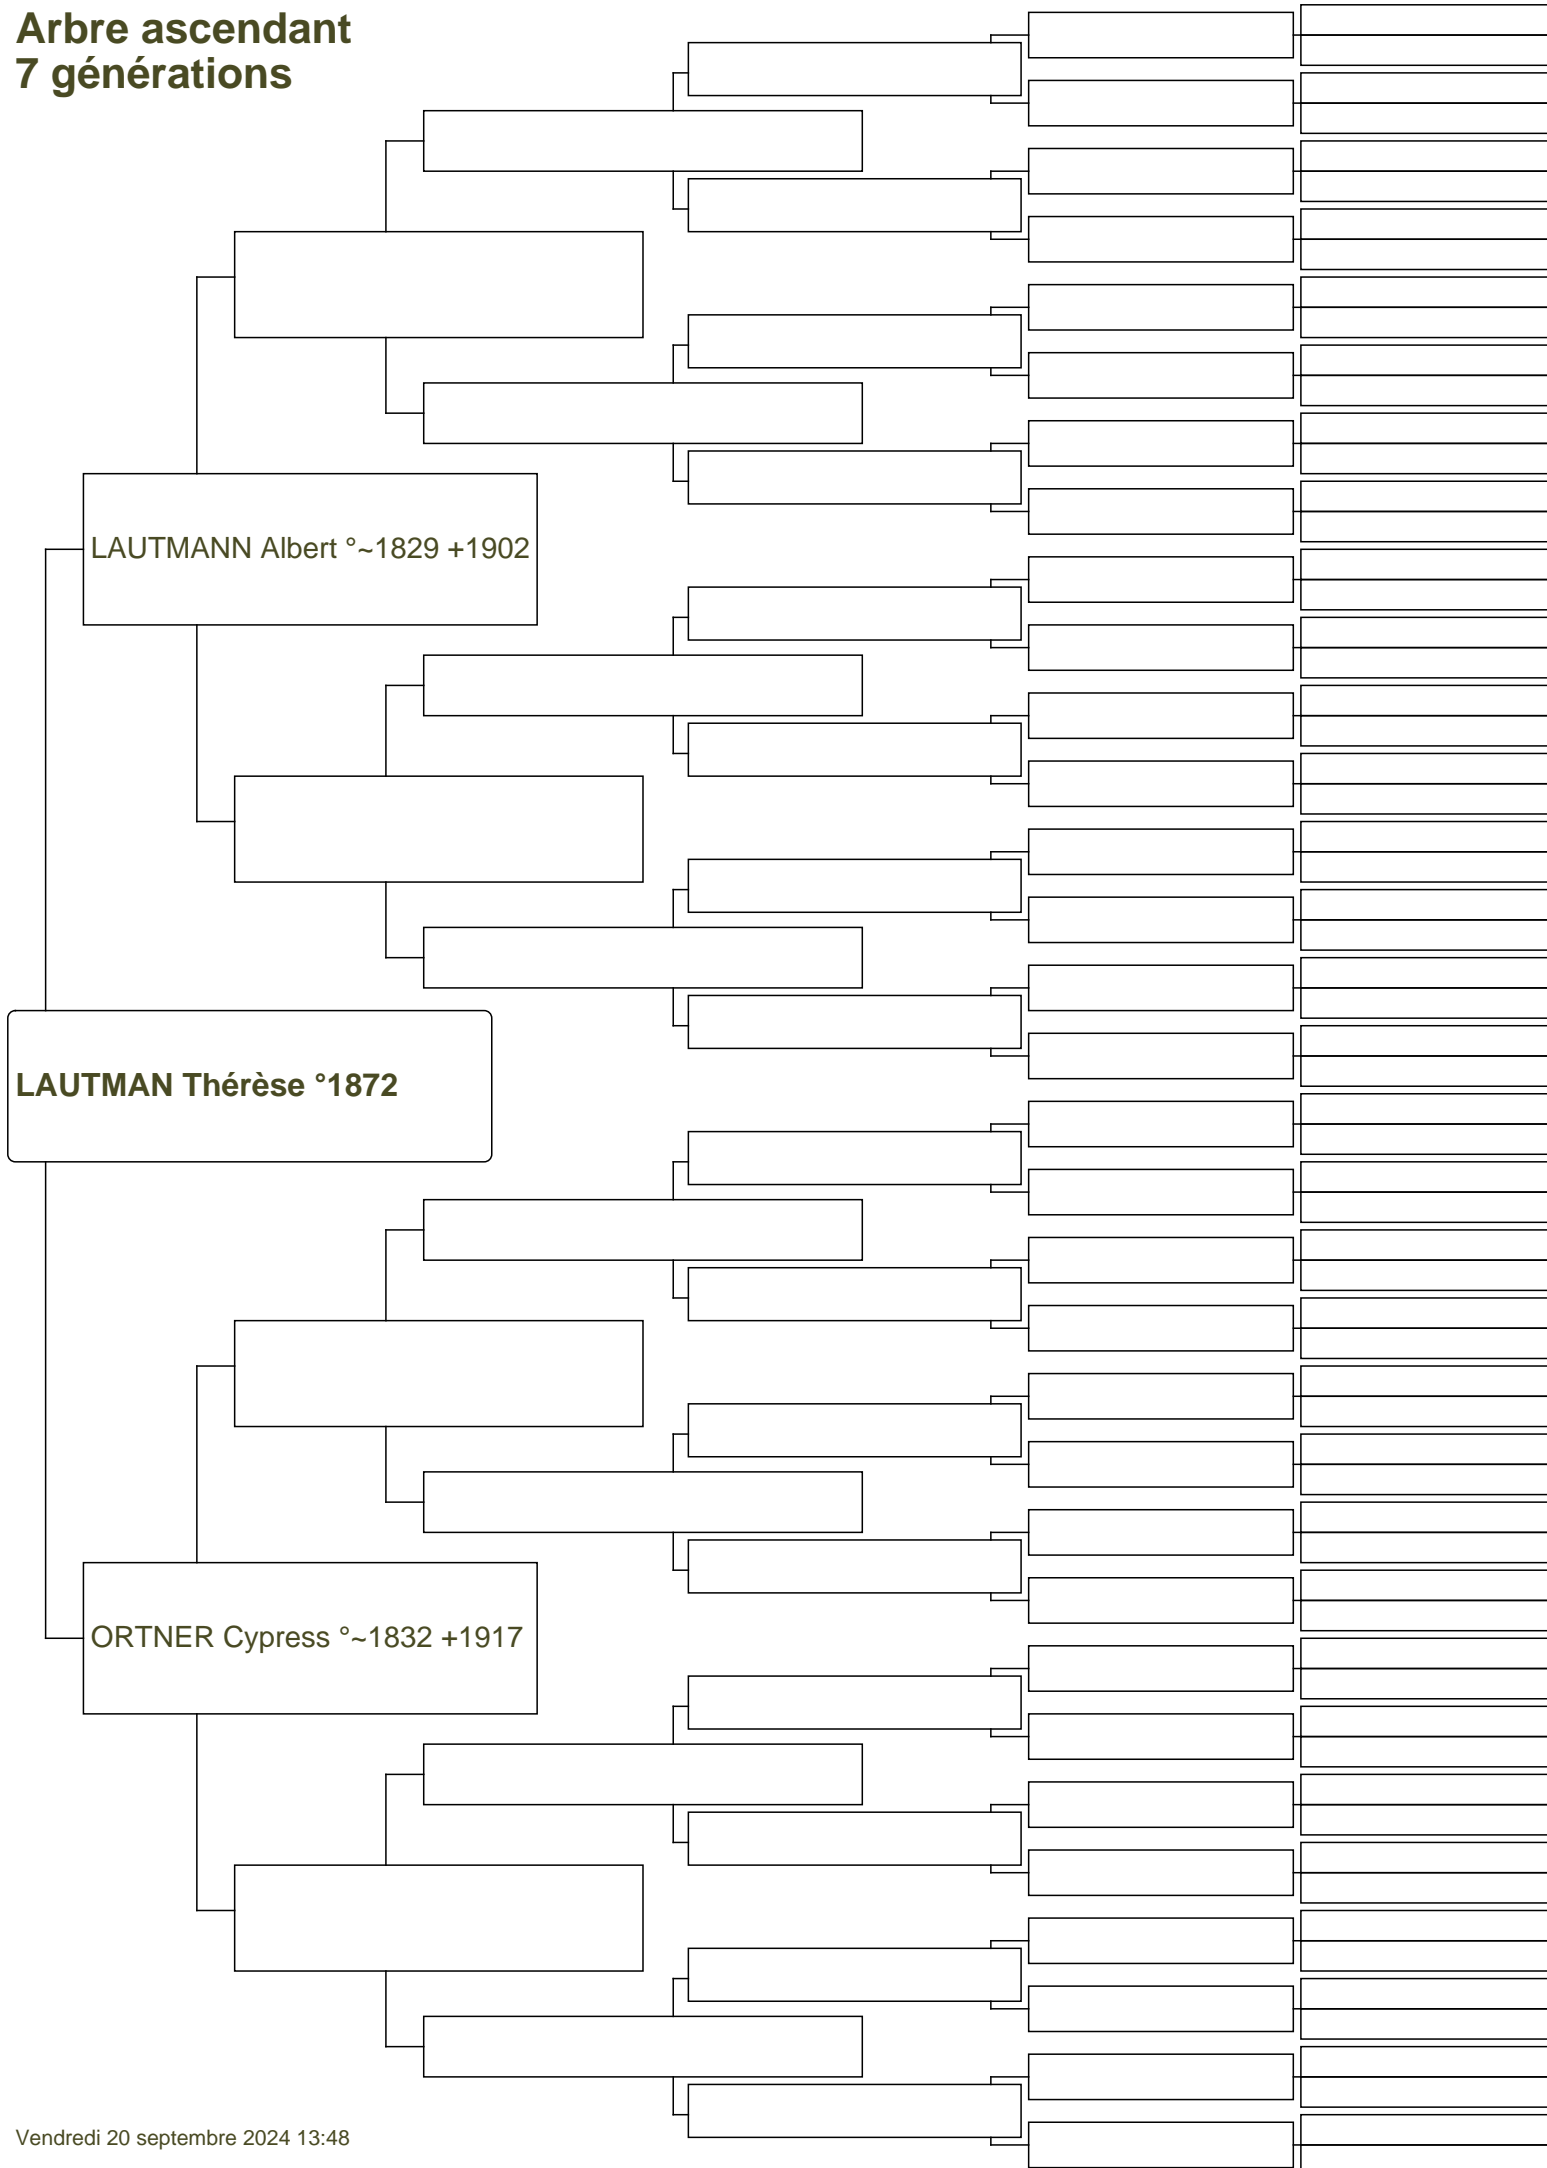 Arbre ascendant
7 générations
LAUTMANN Albert °~1829 +1902
LAUTMAN Thérèse °1872
ORTNER Cypress °~1832 +1917
Vendredi 20 septembre 2024 13:48